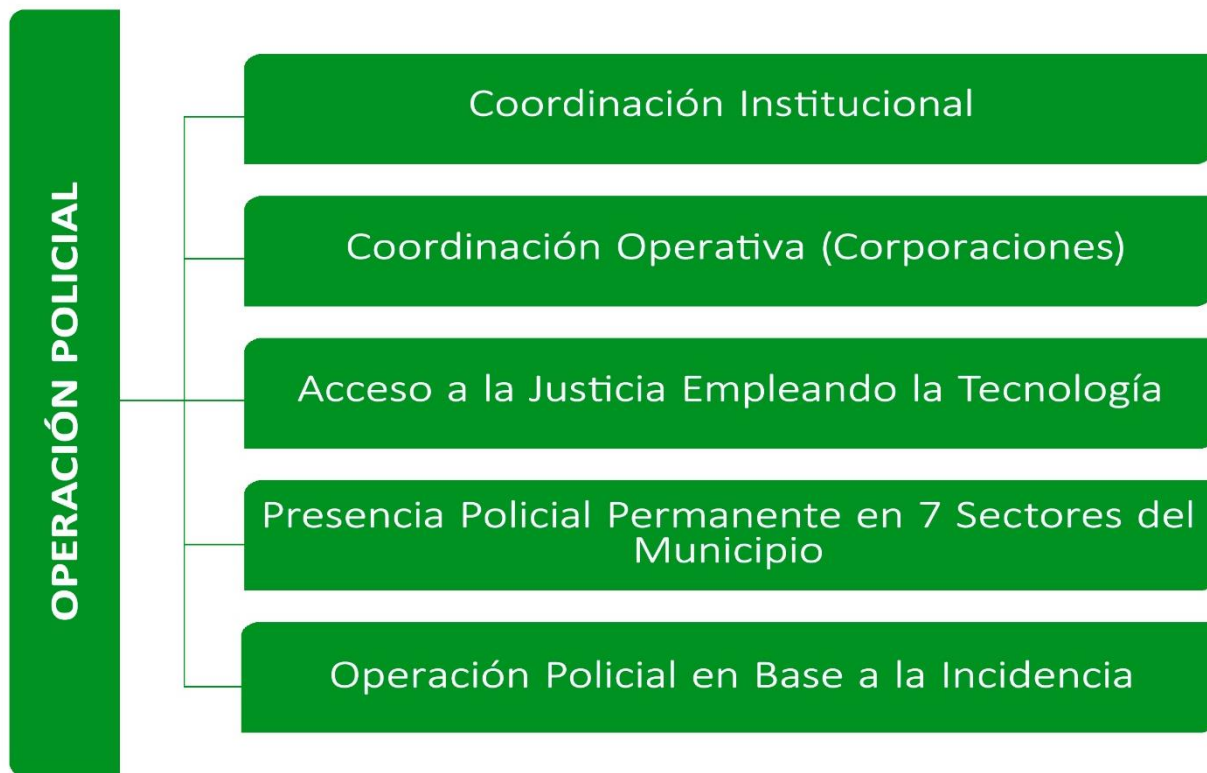 OPERACIÓN POLICIAL
Coordinación Institucional
Coordinación Operativa (Corporaciones)
Acceso a la Justicia Empleando la Tecnología
Presencia Policial Permanente en 7 Sectores del
Municipio
Operación Policial en Base a la Incidencia